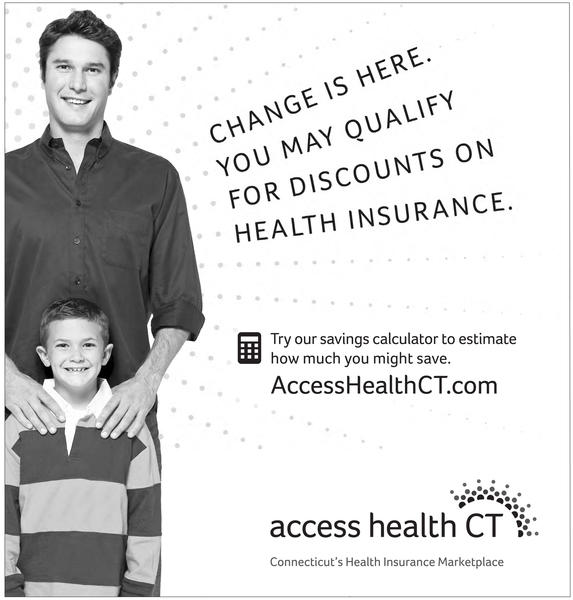 CHANGE IS HERE.
YOU MAY QUALIFY
FOR DISCOUNTS ON
HEALTH INSURANCE.
Try our savings calculator to estimate
how much you might save.
AccessHealthCT.com
access health CT
Connecticut's Health Insurance Marketplace